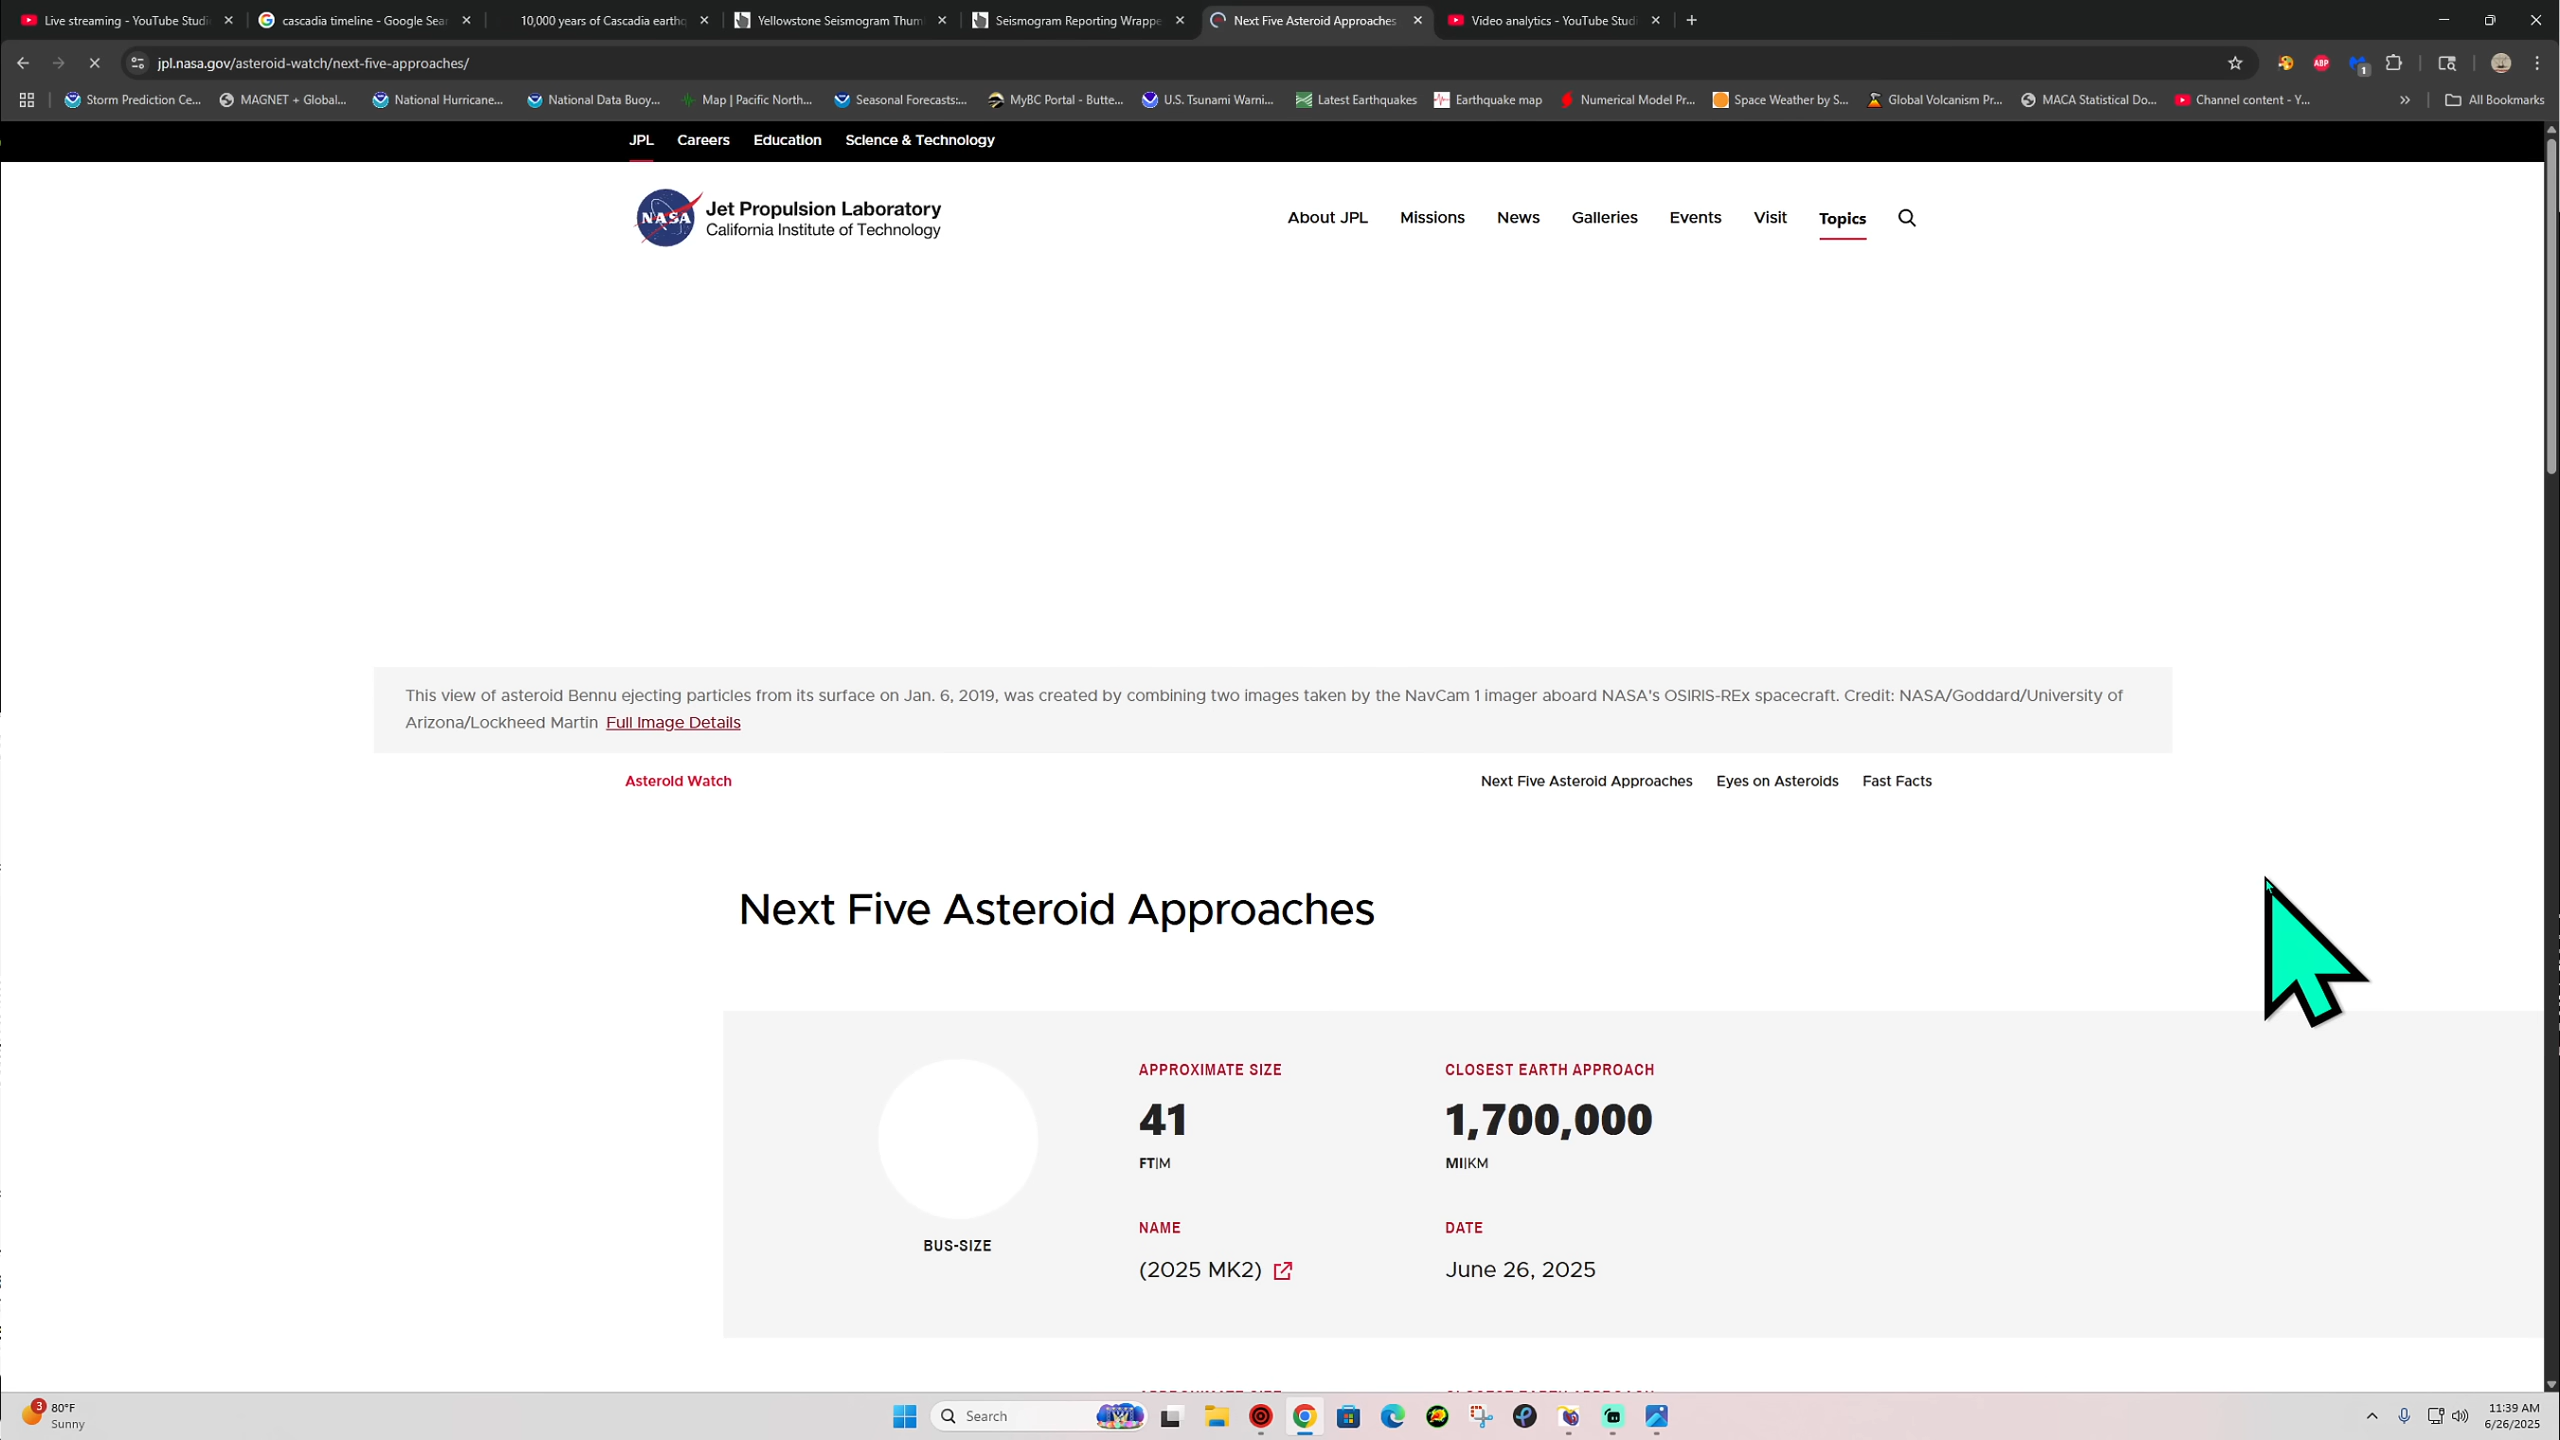 Live streaming - YouTube Studi
cascadia timeline - Google Sea
10,000 years of Cascadia earthq
Yellowstone Seismogram Thum
Seismogram Reporting Wrappe
Next Five Asteroid Approaches
Video analytics - YouTube Studi
jpl.nasa.gov/asteroid-watch/next-five-approaches/
ABP
1
Storm Prediction Ce...
MAGNET + Global...
National Hurricane...
National Data Buoy...
Map | Pacific North...
Seasonal Forecasts:...
MyBC Portal - Butte...
U.S. Tsunami Warni...
Latest Earthquakes
Earthquake map
Numerical Model Pr...
Space Weather by S...
Global Volcanism Pr...
MACA Statistical Do...
Channel content - Y...
All Bookmarks
JPL
Careers
Education
Science & Technology
NASA
Jet Propulsion Laboratory
California Institute of Technology
About JPL
Missions
News
Galleries
Events
Visit
Topics
This view of asteroid Bennu ejecting particles from its surface on Jan. 6, 2019, was created by combining two images taken by the NavCam 1 imager aboard NASA's OSIRIS-REx spacecraft. Credit: NASA/Goddard/University of
Arizona/Lockheed Martin Full Image Details
Asteroid Watch
Next Five Asteroid Approaches
Eyes on Asteroids
Fast Facts
Next Five Asteroid Approaches
APPROXIMATE SIZE
CLOSEST EARTH APPROACH
41
1,700,000
FT|M
MI|KM
NAME
DATE
BUS-SIZE
(2025 MK2)
June 26, 2025
3
80°F
Sunny
Search
11:39 AM
6/26/2025